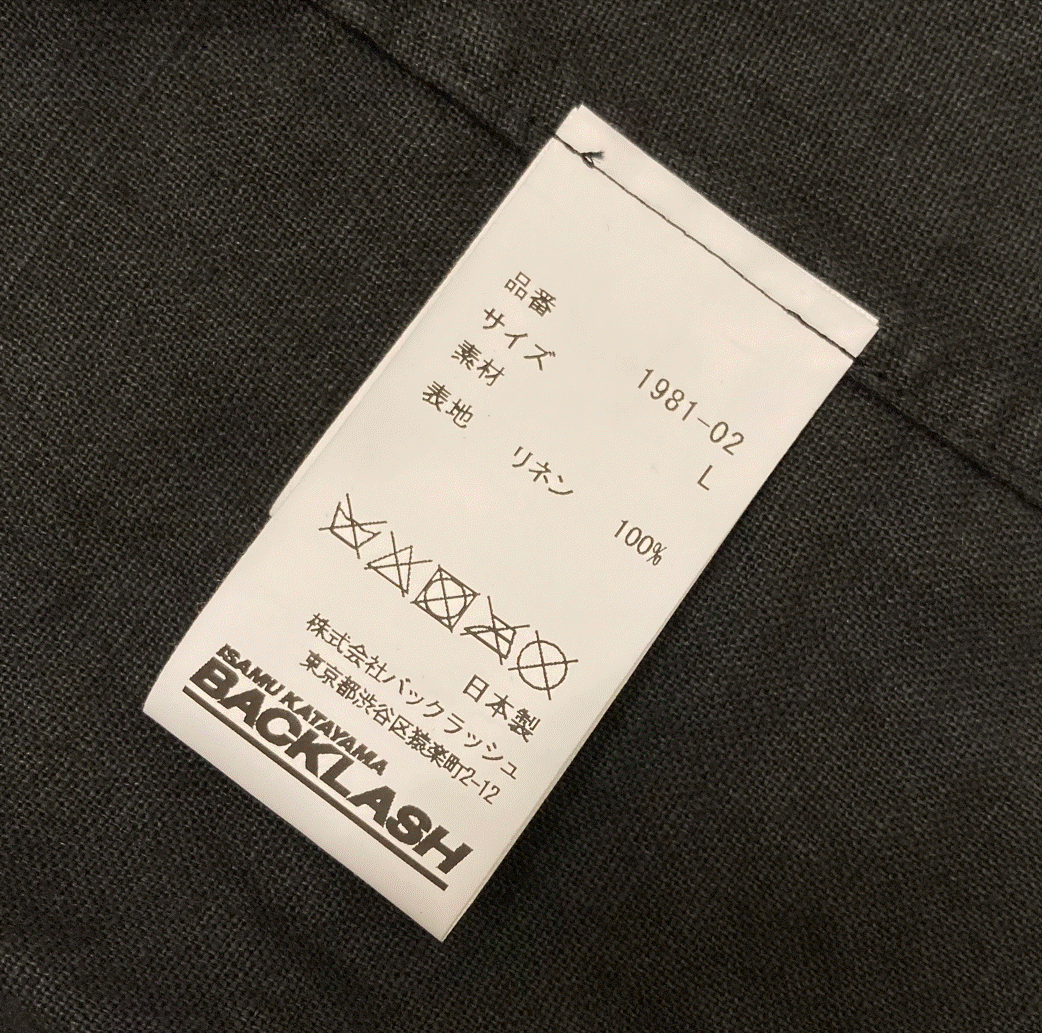 品番 1981-02
サイズ L
素材
表地 リネン 100%
日本製
株式会社バックラッシュ
東京都渋谷区猿楽町2-12
ISAMU KATAYAMA
BACKLASH